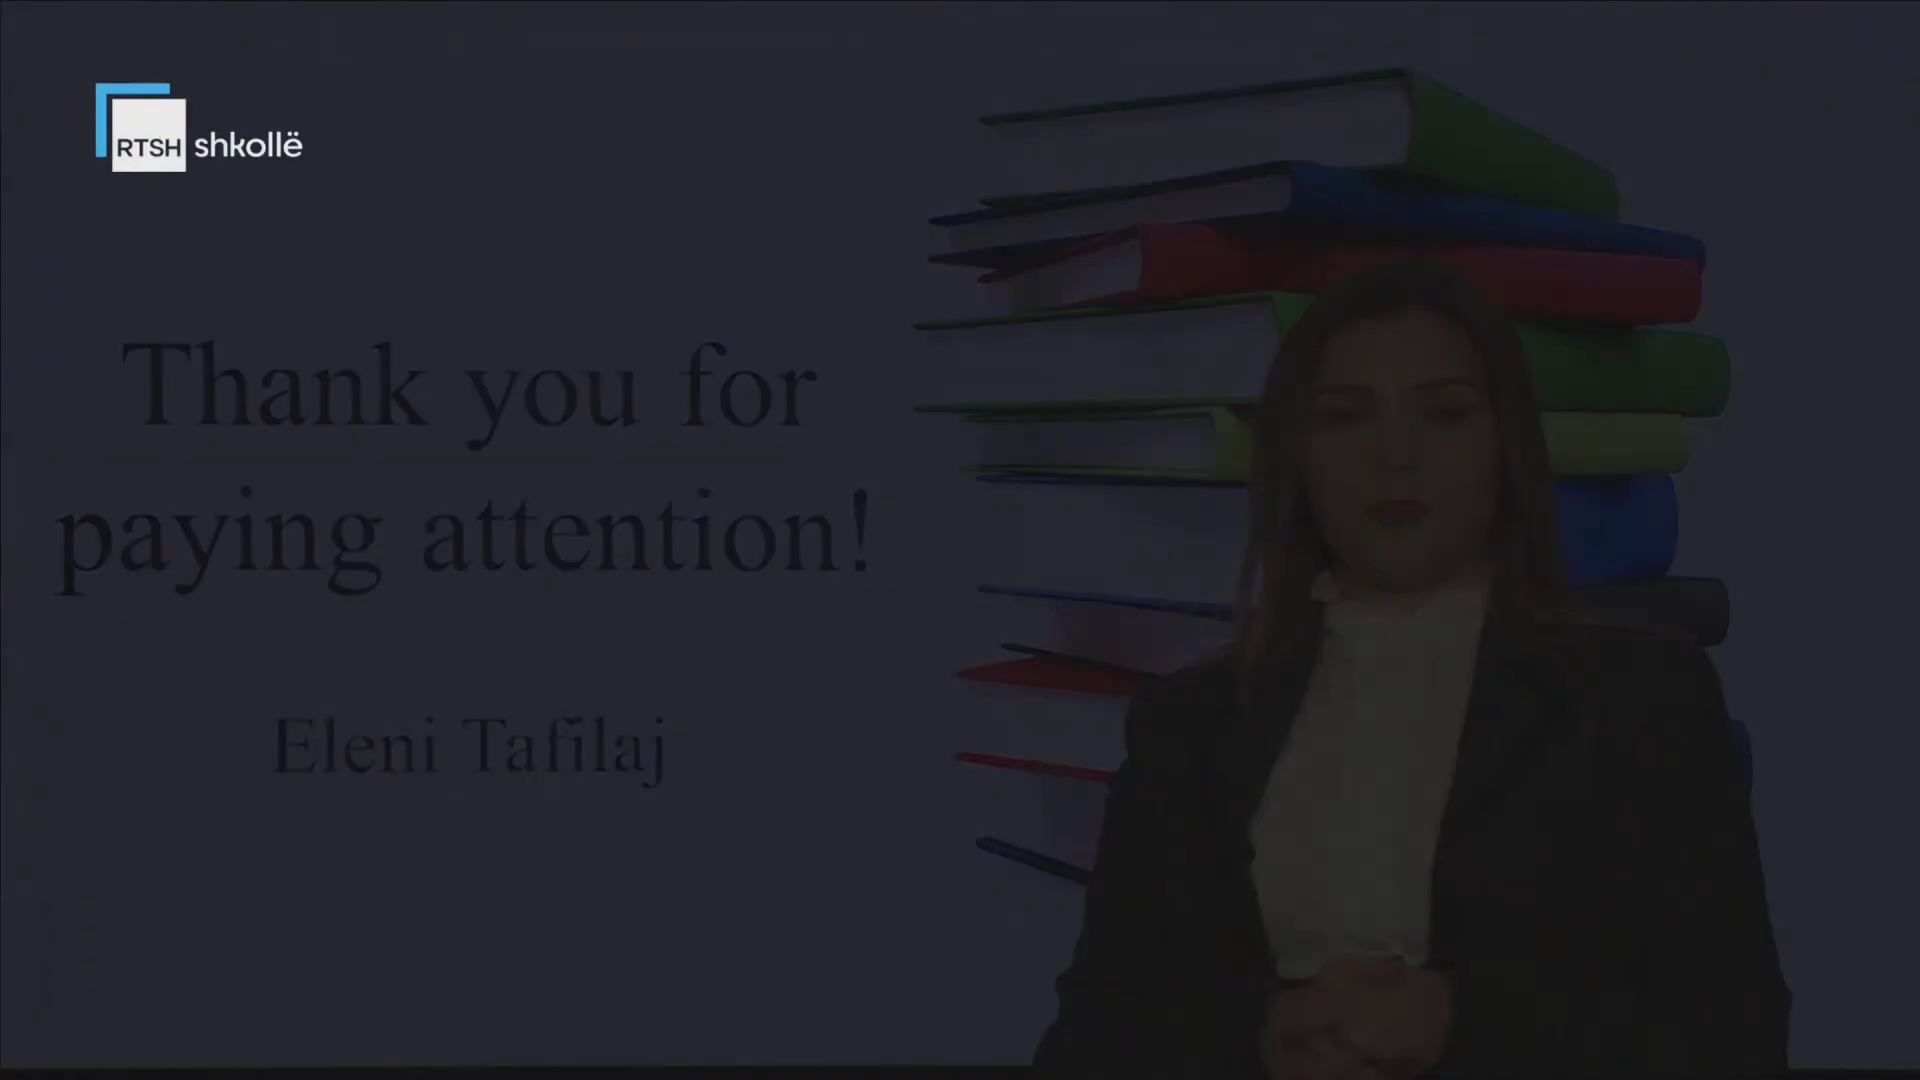 RTSH shkollë
Thank you for
paying attention!
Eleni Tafilaj